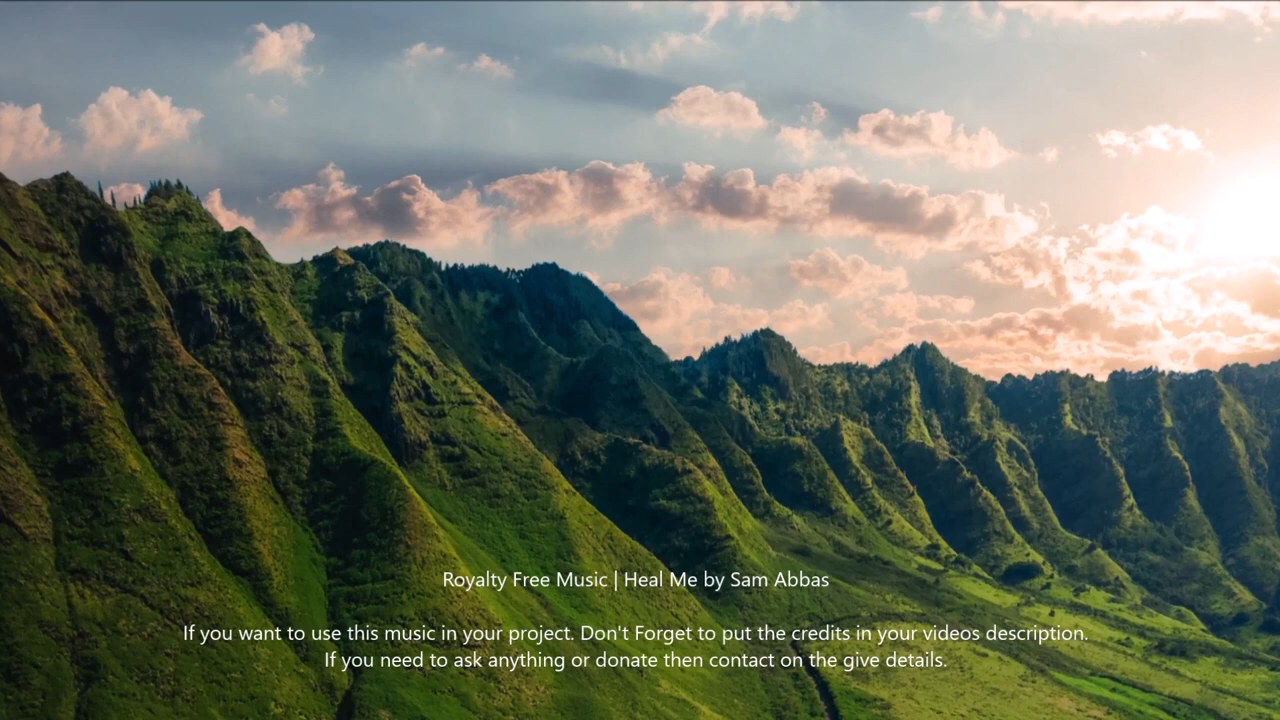 Royalty Free Music | Heal Me by Sam Abbas
If you want to use this music in your project. Don't Forget to put the credits in your videos description.
If you need to ask anything or donate then contact on the give details.